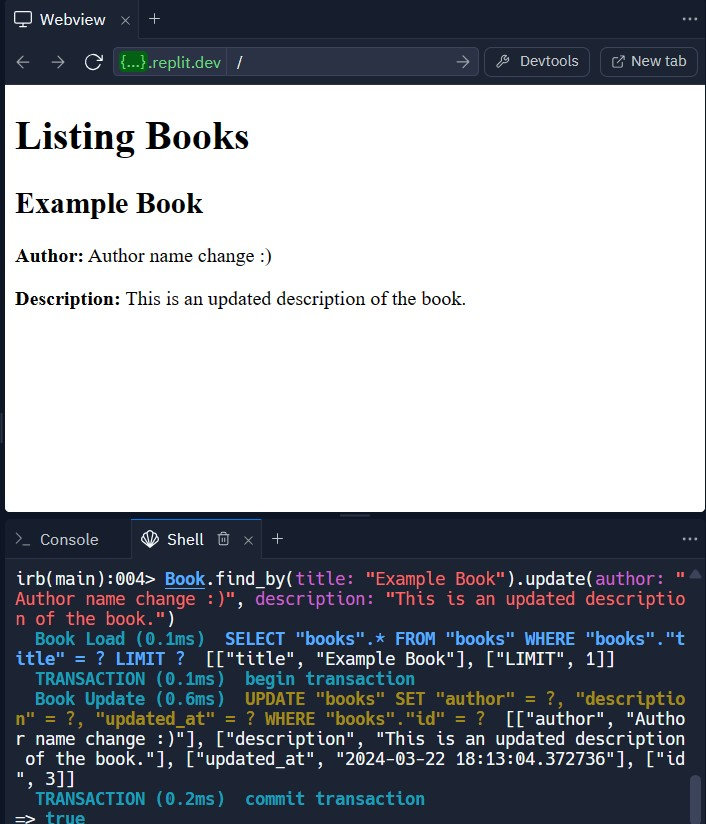 Webview
{...}.replit.dev /
Devtools
New tab
Listing Books
Example Book
Author: Author name change :)
Description: This is an updated description of the book.
Console
Shell
irb(main):004> Book.find_by(title: "Example Book").update(author: "
Author name change :)", description: "This is an updated descriptio
n of the book.")
Book Load (0.1ms)  SELECT "books".* FROM "books" WHERE "books"."t
itle" = ? LIMIT ?  [["title", "Example Book"], ["LIMIT", 1]]
TRANSACTION (0.1ms)  begin transaction
Book Update (0.6ms)  UPDATE "books" SET "author" = ?, "descriptio
n" = ?, "updated_at" = ? WHERE "books"."id" = ?  [["author", "Autho
r name change :)"], ["description", "This is an updated description
of the book."], ["updated_at", "2024-03-22 18:13:04.372736"], ["id
", 3]]
TRANSACTION (0.2ms)  commit transaction
=> true